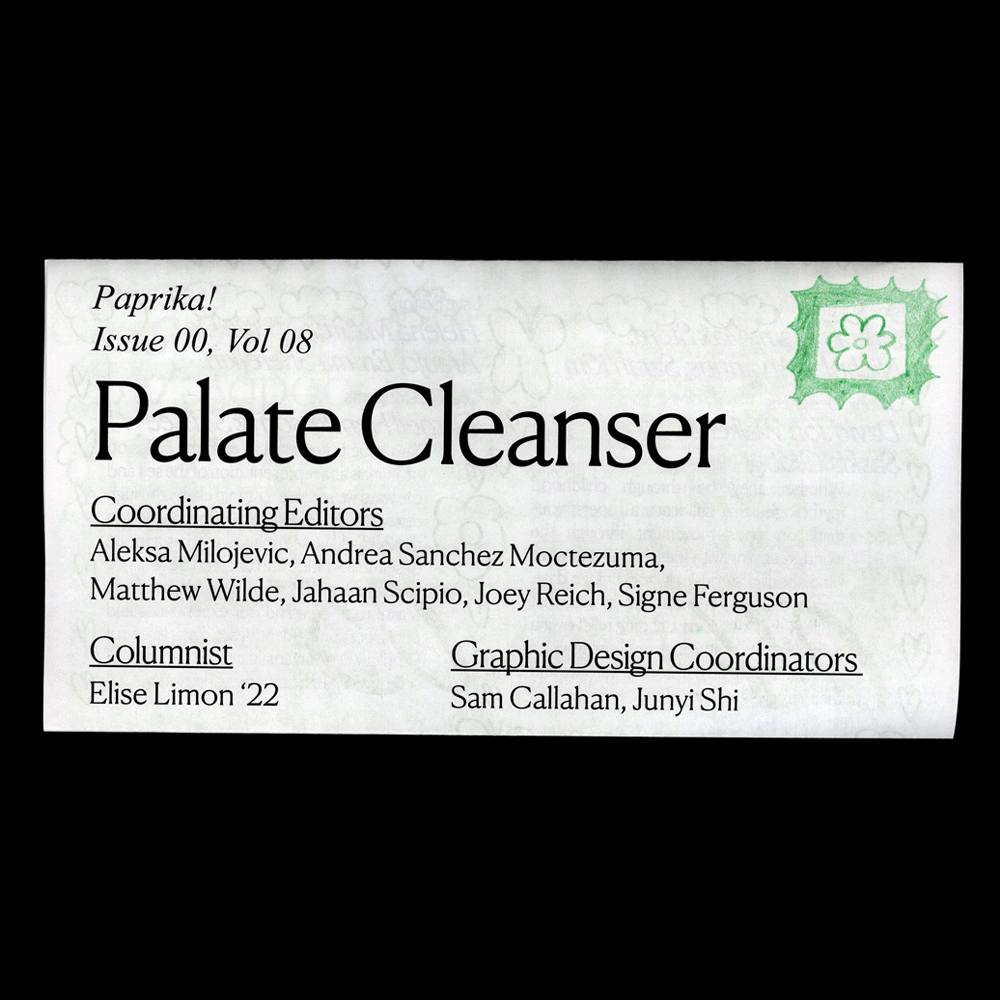 Paprika!
Issue 00, Vol 08
Palate Cleanser
Coordinating Editors
Aleksa Milojevic, Andrea Sanchez Moctezuma,
Matthew Wilde, Jahaan Scipio, Joey Reich, Signe Ferguson
Columnist
Elise Limon ‘22
Graphic Design Coordinators
Sam Callahan, Junyi Shi